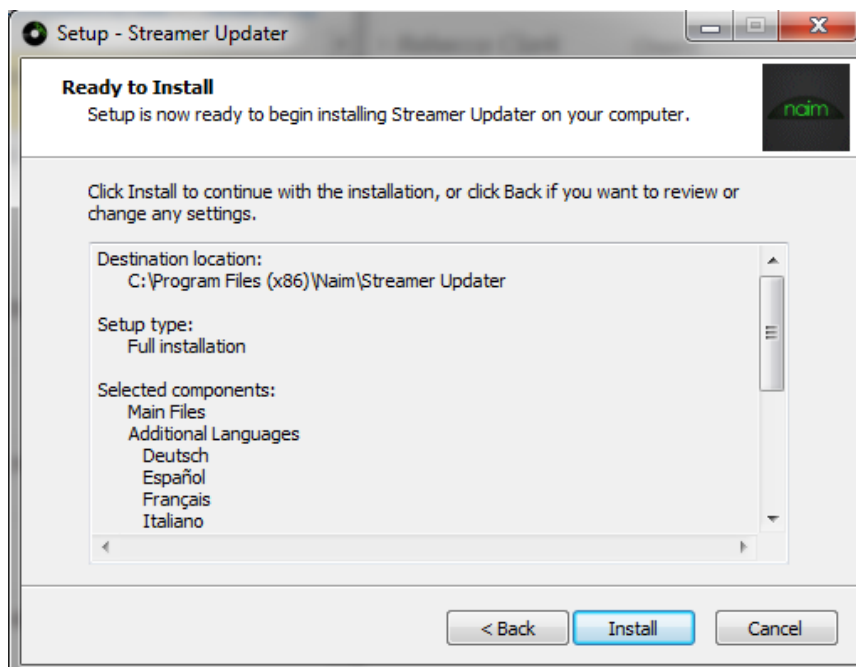 Setup - Streamer Updater
Ready to Install
Setup is now ready to begin installing Streamer Updater on your computer.
naim
Click Install to continue with the installation, or click Back if you want to review or
change any settings.
Destination location:
C:\Program Files (x86)\Naim\Streamer Updater
Setup type:
Full installation
Selected components:
Main Files
Additional Languages
Deutsch
Español
Français
Italiano
< Back
Install
Cancel